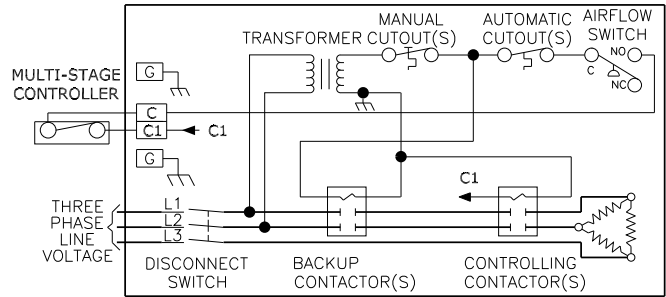 MANUAL
CUTOUT(S)
AUTOMATIC
CUTOUT(S)
AIRFLOW
SWITCH
TRANSFORMER
NO
C
NC
MULTI-STAGE
CONTROLLER
G
C
C1
C1
G
C1
THREE
PHASE
LINE
VOLTAGE
L1
L2
L3
DISCONNECT
SWITCH
BACKUP
CONTACTOR(S)
CONTROLLING
CONTACTOR(S)